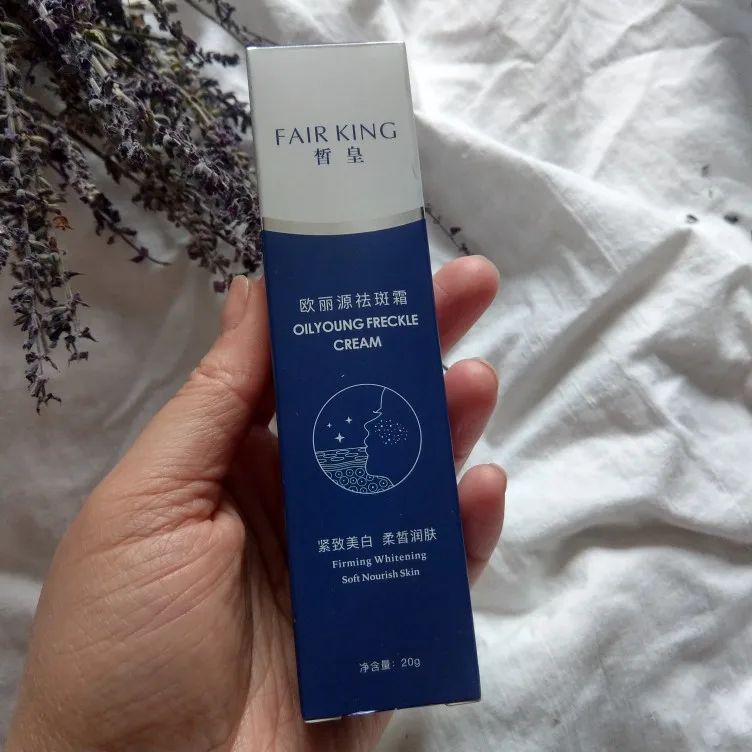 FAIR KING
皙皇
欧丽源祛斑霜
OILYOUNG FRECKLE
CREAM
紧致美白 柔皙润肤
Firming Whitening
Soft Nourish Skin
净含量：20g